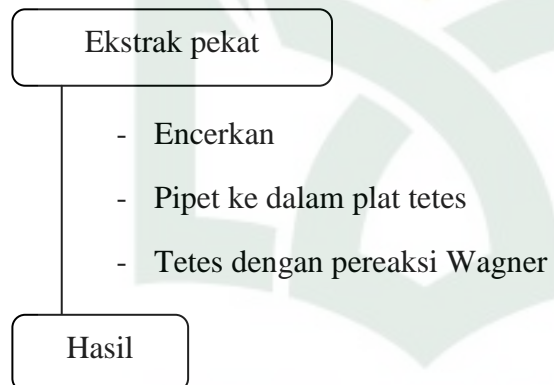 Ekstrak pekat
- Encerkan
- Pipet ke dalam plat tetes
- Tetes dengan pereaksi Wagner
Hasil